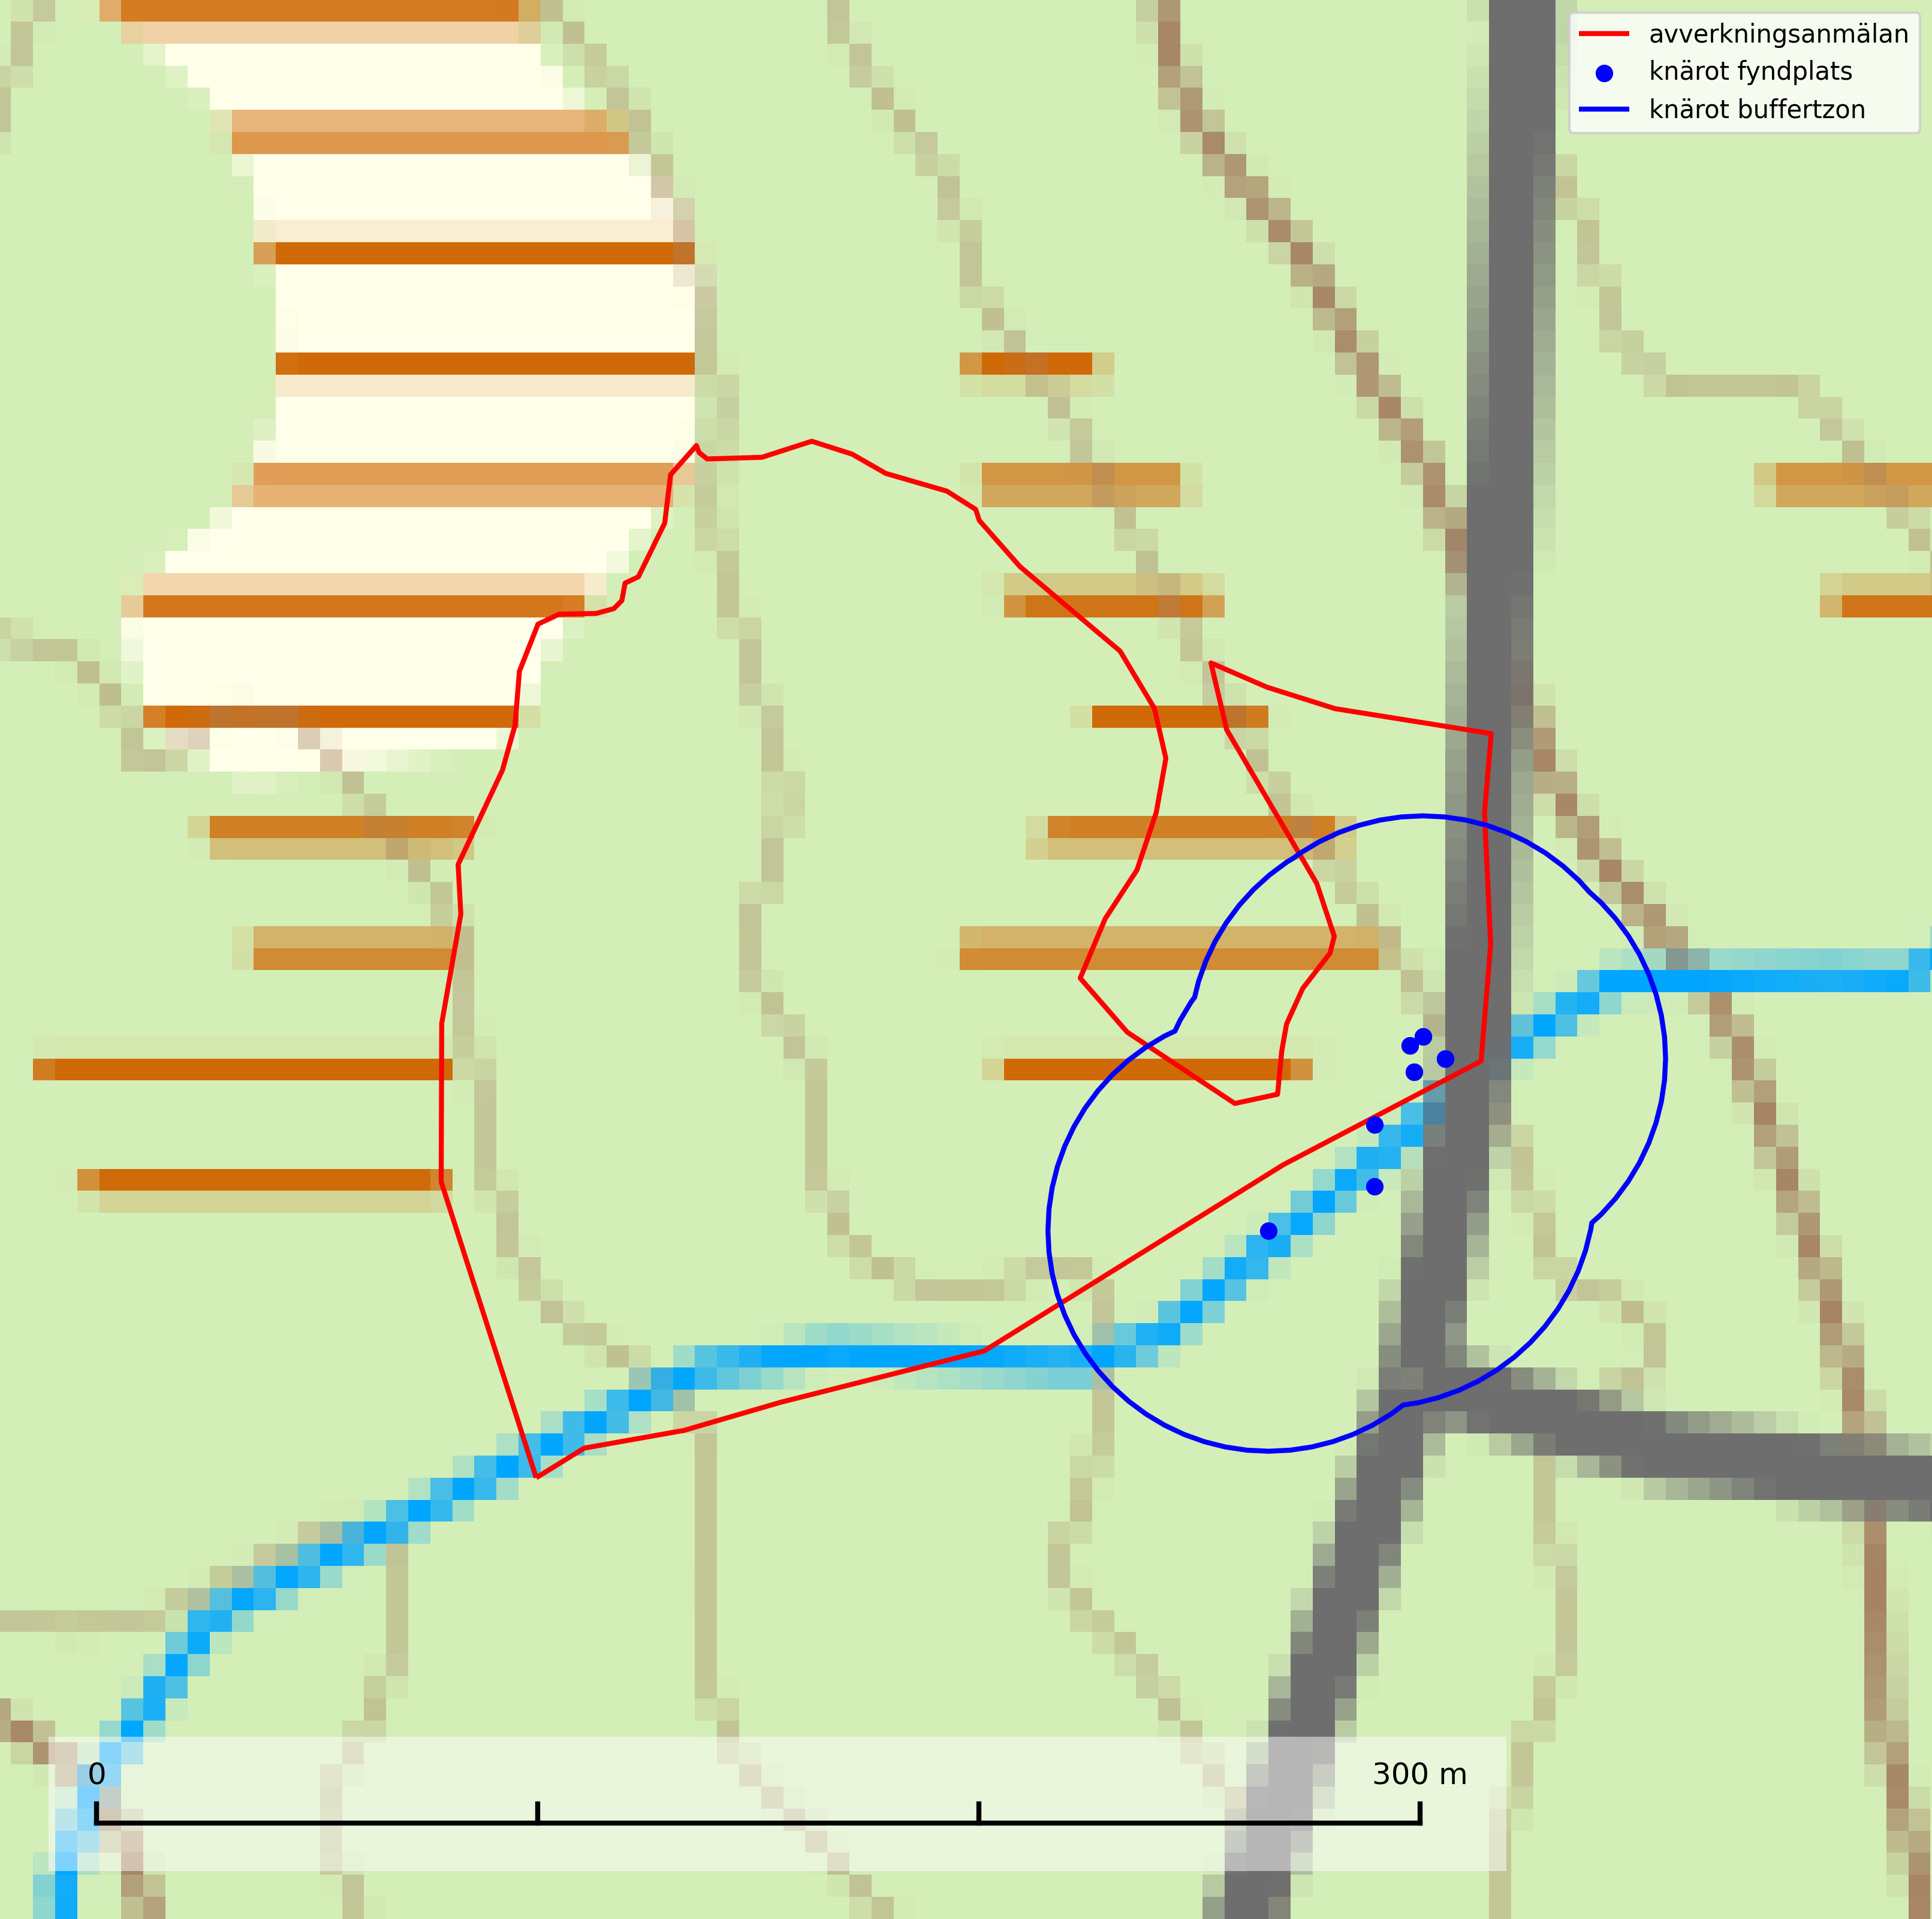 avverkningsanmälan
knärot fyndplats
knärot buffertzon
0 300 m